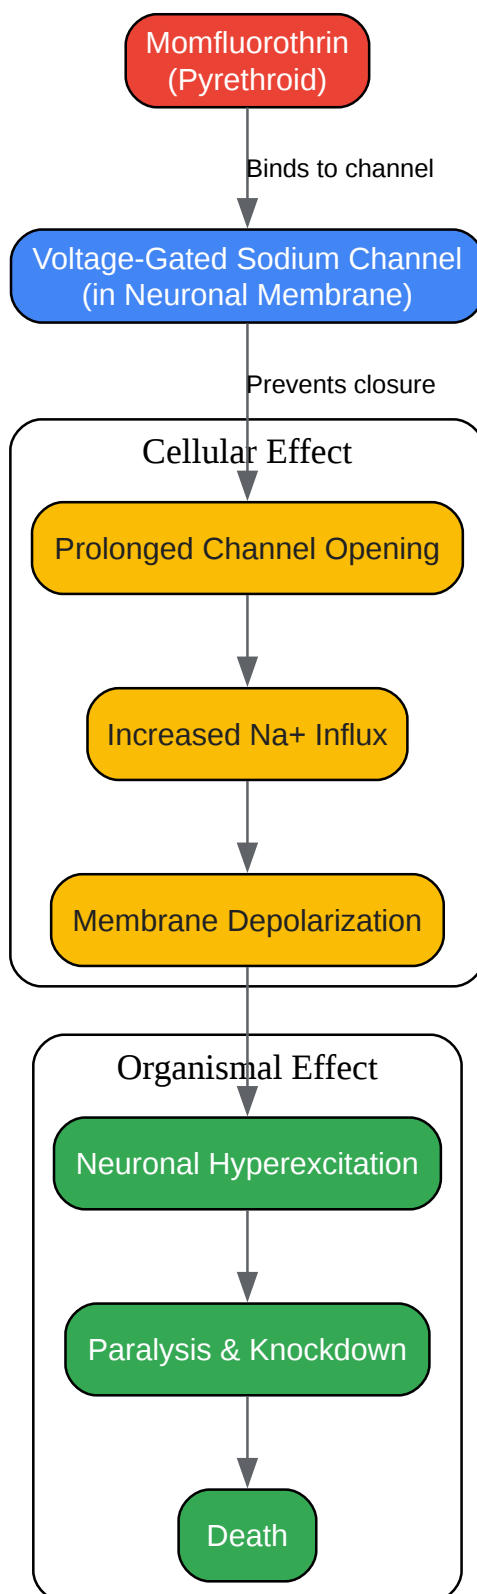 Momfluorothrin
(Pyrethroid)
Binds to channel
Voltage-Gated Sodium Channel
(in Neuronal Membrane)
Prevents closure
Cellular Effect
Prolonged Channel Opening
Increased Na+ Influx
Membrane Depolarization
Organismal Effect
Neuronal Hyperexcitation
Paralysis & Knockdown
Death